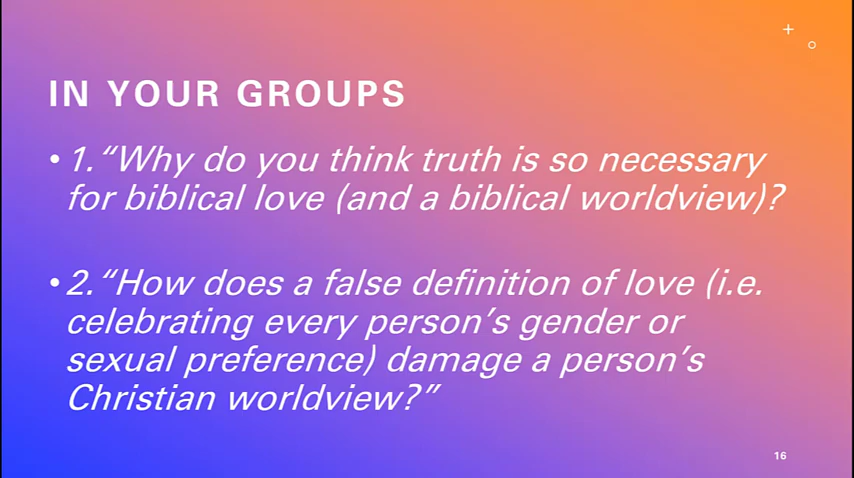 IN YOUR GROUPS
• 1. “Why do you think truth is so necessary
for biblical love (and a biblical worldview)?
• 2. “How does a false definition of love (i.e.
celebrating every person’s gender or
sexual preference) damage a person’s
Christian worldview?”
16